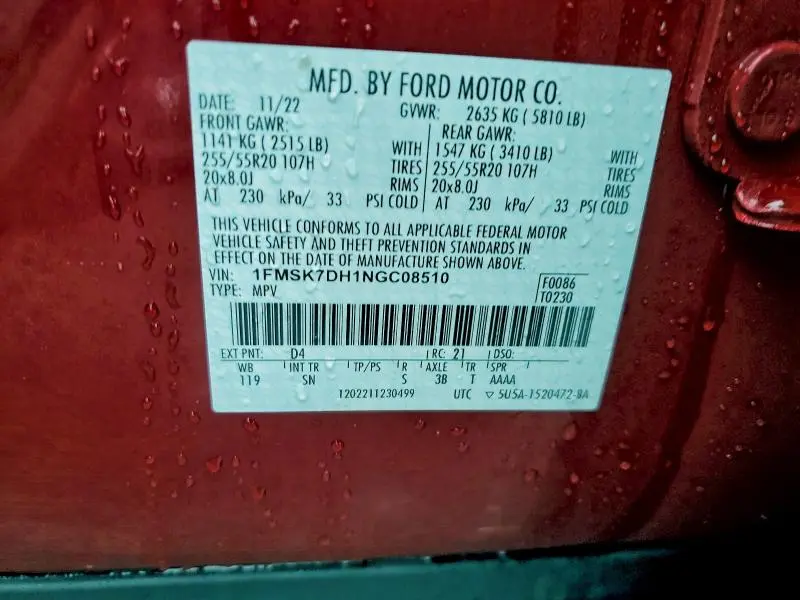 MFD. BY FORD MOTOR CO.
DATE: 11/22 GVWR: 2635 KG ( 5810 LB)
FRONT GAWR: REAR GAWR:
1141 KG ( 2515 LB) WITH 1547 KG ( 3410 LB) WITH
255/55R20 107H TIRES 255/55R20 107H TIRES
20x8.0J RIMS 20x8.0J RIMS
AT 230 kPa/ 33 PSI COLD AT 230 kPa/ 33 PSI COLD
THIS VEHICLE CONFORMS TO ALL APPLICABLE FEDERAL MOTOR
VEHICLE SAFETY AND THEFT PREVENTION STANDARDS IN
EFFECT ON THE DATE OF MANUFACTURE SHOWN ABOVE.
VIN: 1FMSK7DH1NGC08510 F0086
TYPE: MPV T0230
EXT PNT: D4 RC: 21 DSO:
WB INT TR TP/PS R AXLE TR SPR
119 SN S 3B T AAAA
1202211230499 UTC ▽ 5U5A-1520472-BA